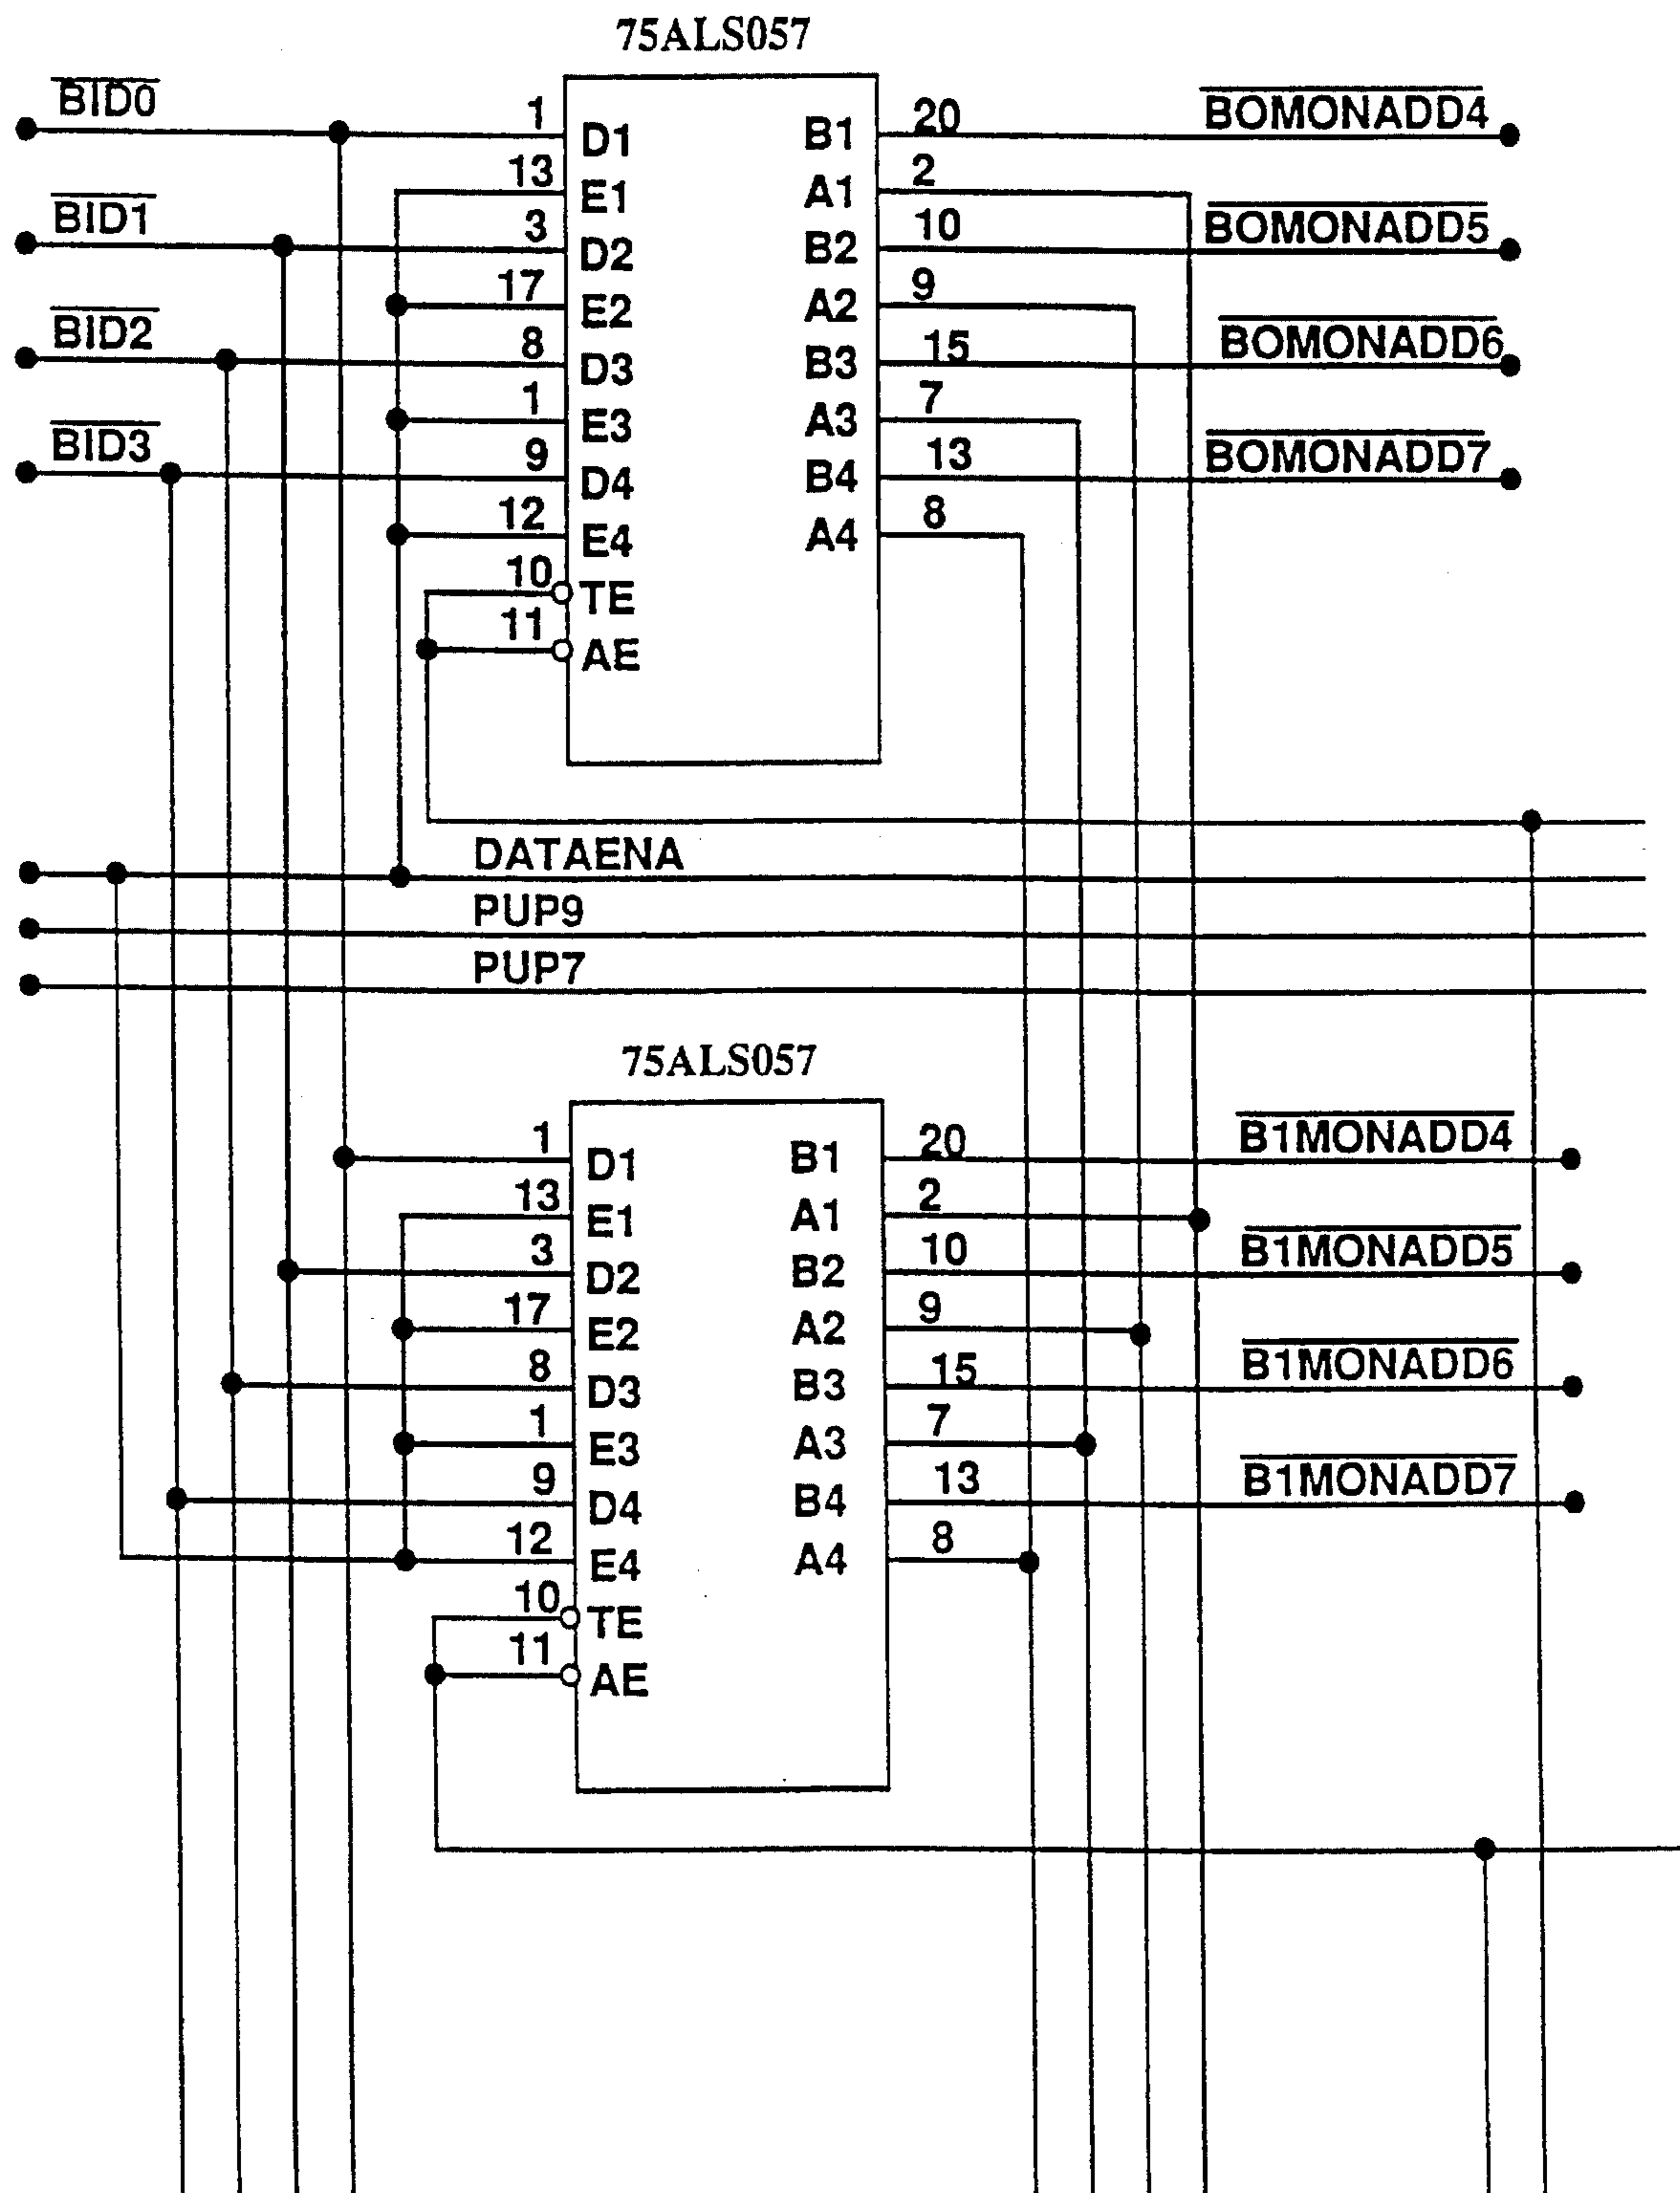 75ALS057
BID0 1 D1 B1 20 BOMONADD4
13 E1 A1 2
BID1 3 D2 B2 10 BOMONADD5
17 E2 A2 9
BID2 8 D3 B3 15 BOMONADD6
1 E3 A3 7
BID3 9 D4 B4 13 BOMONADD7
12 E4 A4 8
10 TE
11 AE
DATAENA
PUP9
PUP7
75ALS057
1 D1 B1 20 B1MONADD4
13 E1 A1 2
3 D2 B2 10 B1MONADD5
17 E2 A2 9
8 D3 B3 15 B1MONADD6
1 E3 A3 7
9 D4 B4 13 B1MONADD7
12 E4 A4 8
10 TE
11 AE